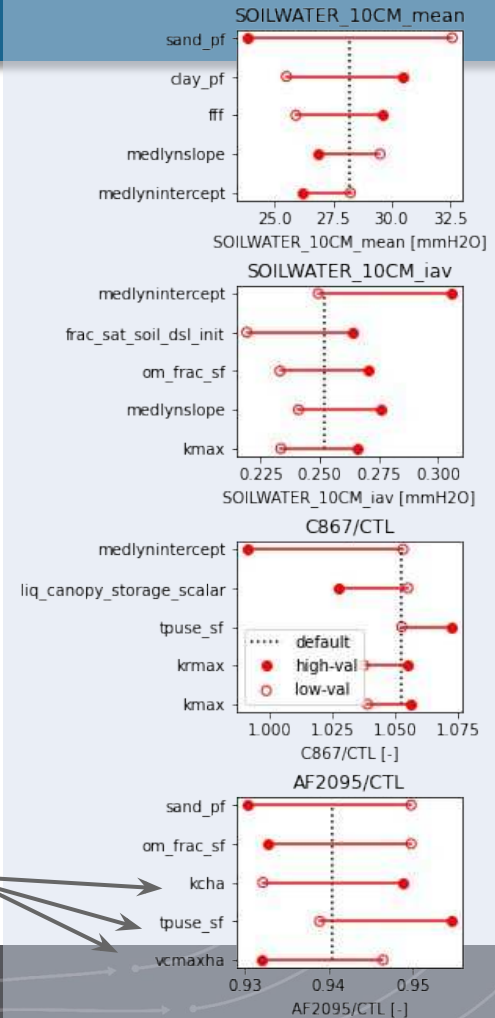 SOILWATER_10CM_mean
sand_pf
clay_pf
fff
medlynslope
medlynintercept
25.0 27.5 30.0 32.5
SOILWATER_10CM_mean [mmH2O]
SOILWATER_10CM_iav
medlynintercept
frac_sat_soil_dsl_init
om_frac_sf
medlynslope
kmax
0.225 0.250 0.275 0.300
SOILWATER_10CM_iav [mmH2O]
C867/CTL
medlynintercept
liq_canopy_storage_scalar
tpuse_sf
default
krmax
high-val
low-val
kmax
1.000 1.025 1.050 1.075
C867/CTL [-]
AF2095/CTL
sand_pf
om_frac_sf
kcha
tpuse_sf
vcmaxha
0.93 0.94 0.95
AF2095/CTL [-]